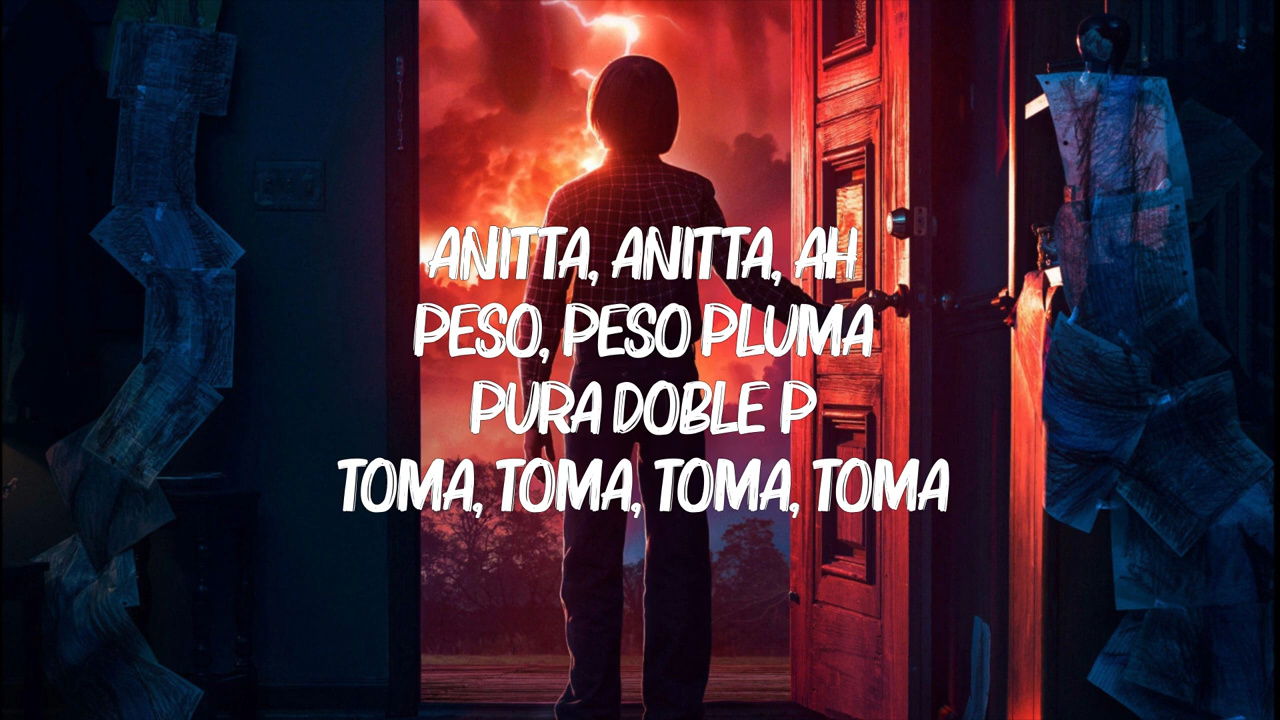 ANITTA, ANITTA, AH
PESO, PESO PLUMA
PURA DOBLE P
TOMA, TOMA, TOMA, TOMA